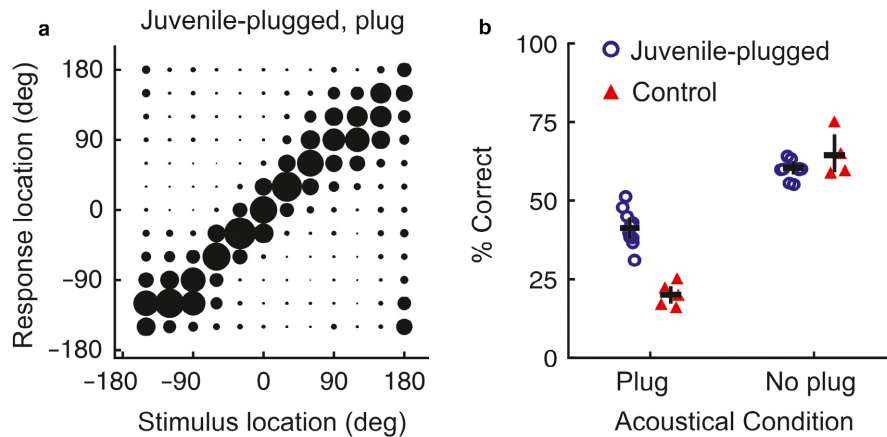 a
Juvenile-plugged, plug
Response location (deg)
180
90
0
−90
−180
−180 −90 0 90 180
Stimulus location (deg)
b
Juvenile-plugged
Control
% Correct
100
75
50
25
0
Plug No plug
Acoustical Condition